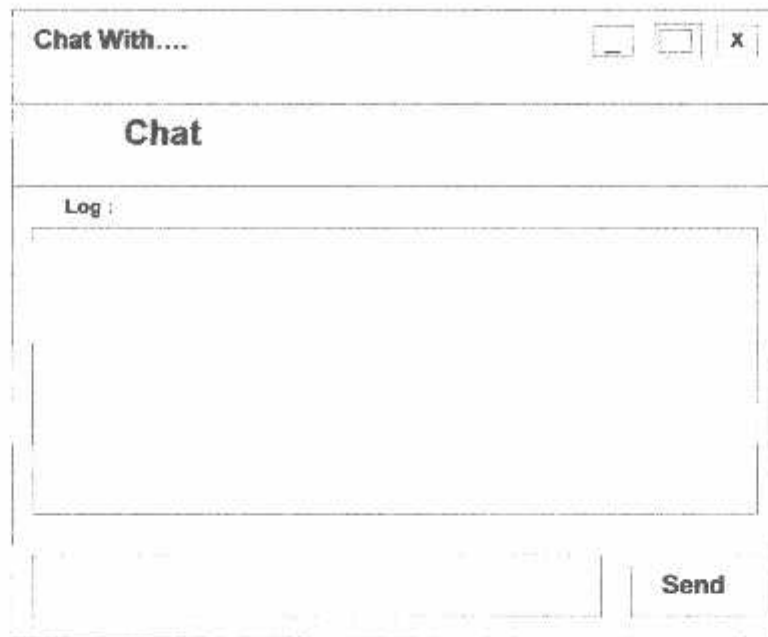 Chat With.... _ X
Chat
Log :
Send